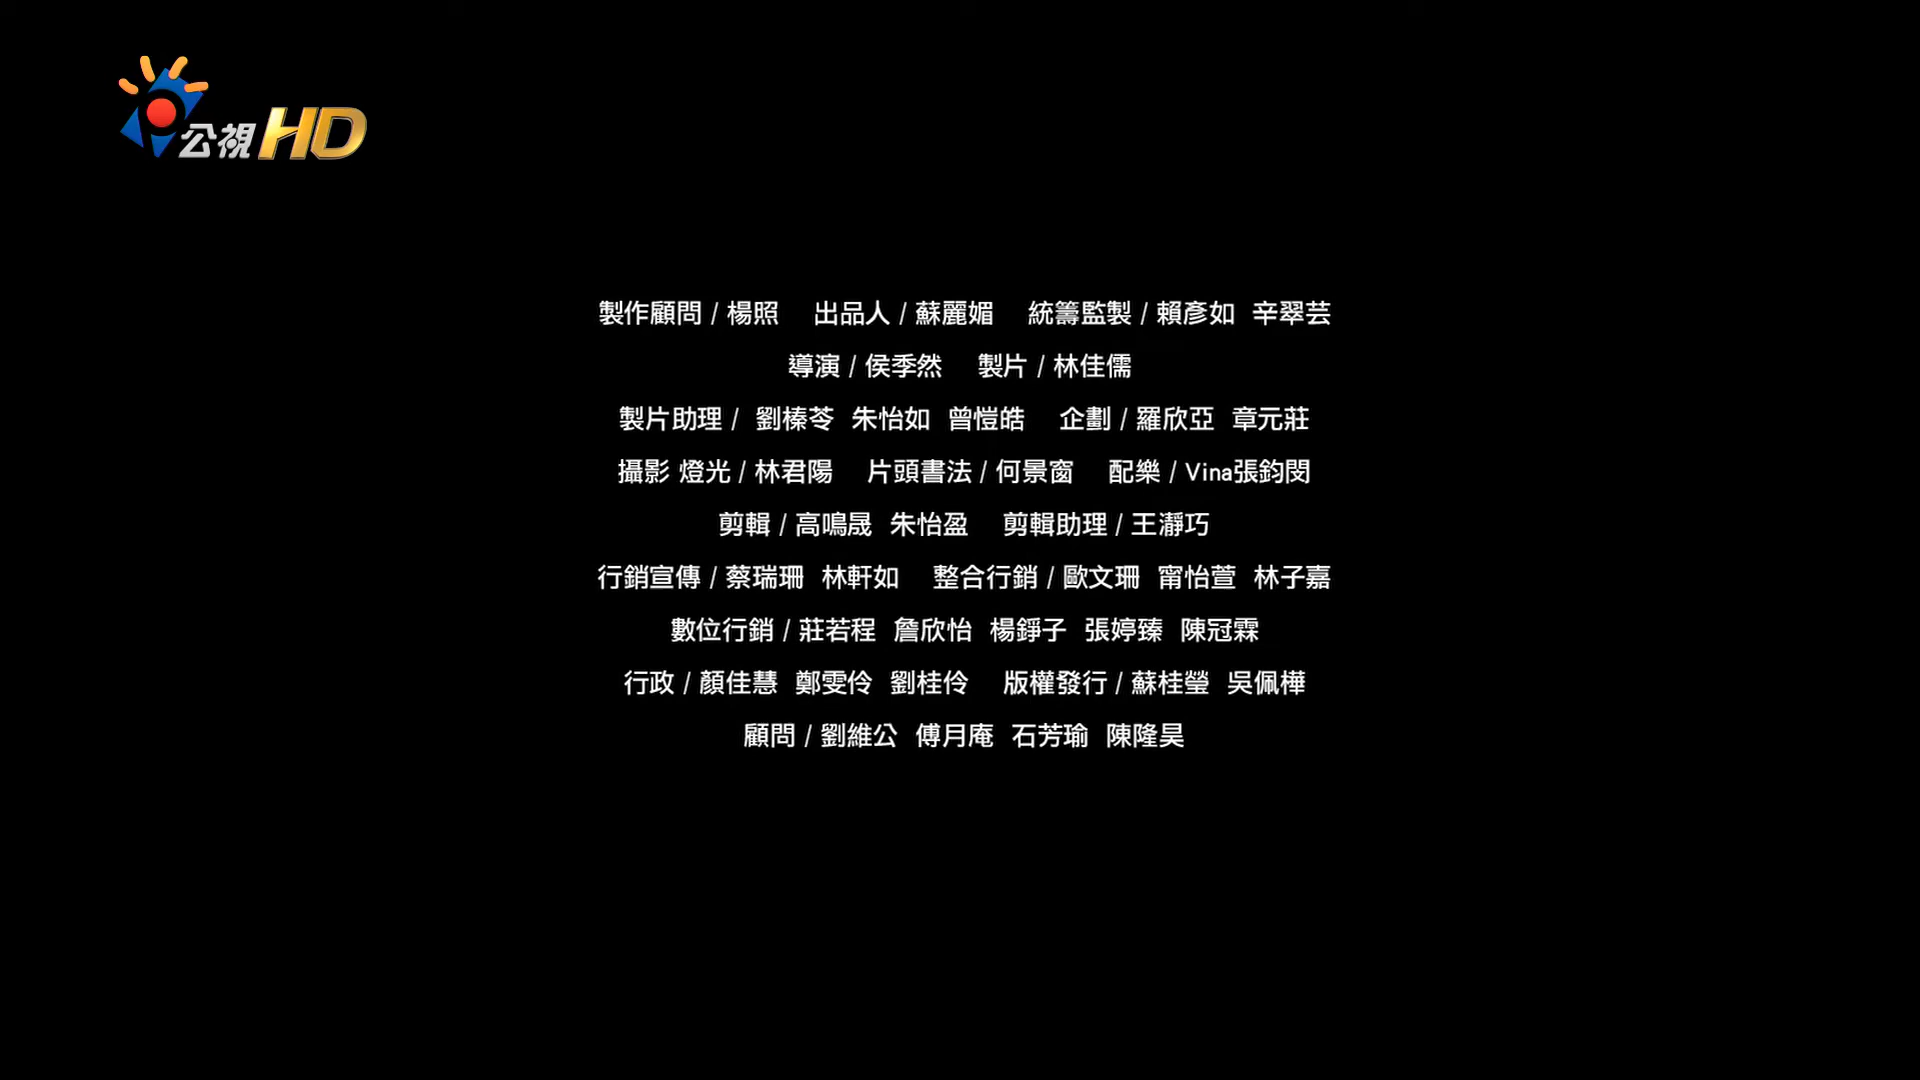 公視HD
製作顧問 / 楊照 出品人 / 蘇麗媚 統籌監製 / 賴彥如 辛翠芸
導演 / 侯季然 製片 / 林佳儒
製片助理 / 劉榛苓 朱怡如 曾愷皓 企劃 / 羅欣亞 章元莊
攝影 燈光 / 林君陽 片頭書法 / 何景窗 配樂 / Vina張鈞閔
剪輯 / 高鳴晟 朱怡盈 剪輯助理 / 王瀞巧
行銷宣傳 / 蔡瑞珊 林軒如 整合行銷 / 歐文珊 甯怡萱 林子嘉
數位行銷 / 莊若程 詹欣怡 楊錚子 張婷臻 陳冠霖
行政 / 顏佳慧 鄭雯伶 劉桂伶 版權發行 / 蘇桂瑩 吳佩樺
顧問 / 劉維公 傅月庵 石芳瑜 陳隆昊